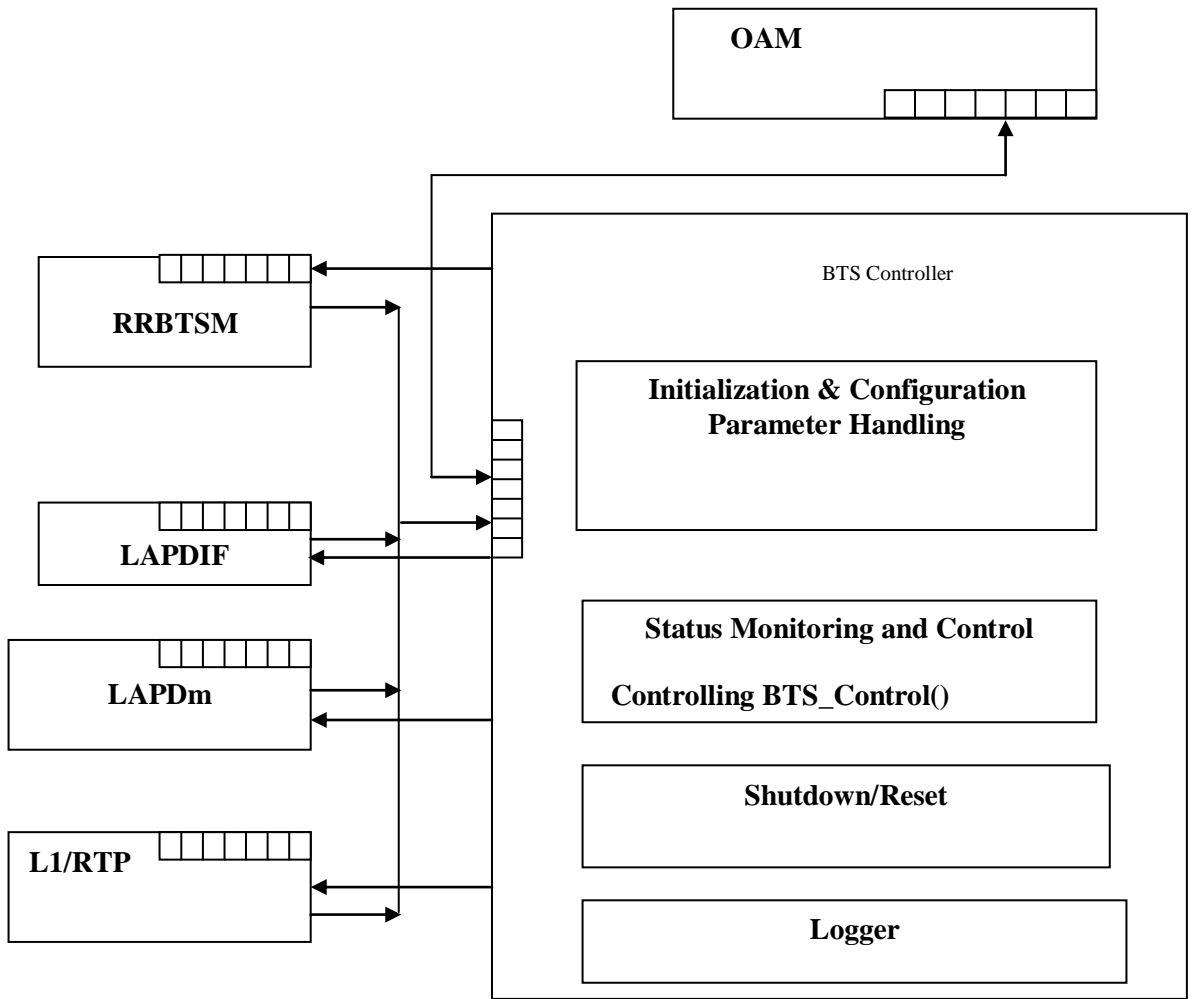 OAM
BTS Controller
RRBTSM
Initialization & Configuration
Parameter Handling
LAPDIF
Status Monitoring and Control
Controlling BTS_Control()
LAPDm
Shutdown/Reset
L1/RTP
Logger